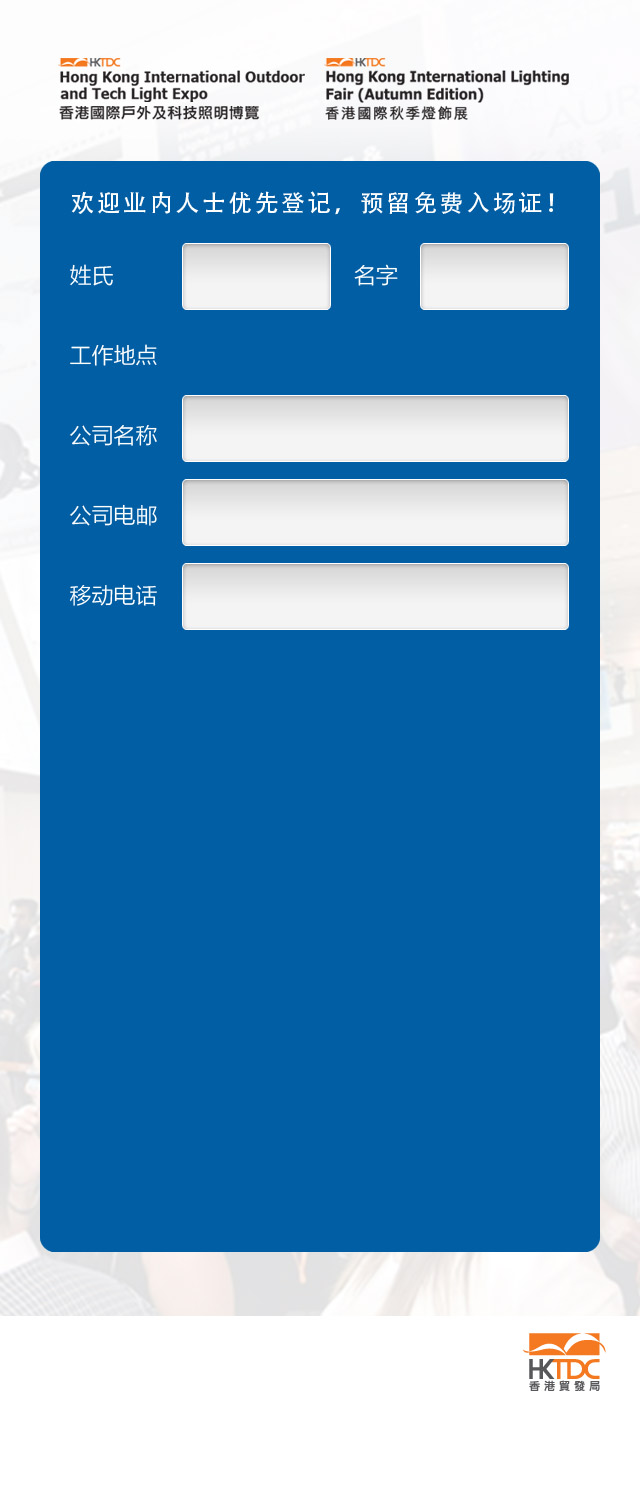 HKTDC
Hong Kong International Outdoor
and Tech Light Expo
香港國際戶外及科技照明博覽
HKTDC
Hong Kong International Lighting
Fair (Autumn Edition)
香港國際秋季燈飾展
欢迎业内人士优先登记，预留免费入场证！
姓氏 名字
工作地点
公司名称
公司电邮
移动电话
HKTDC
香港貿發局